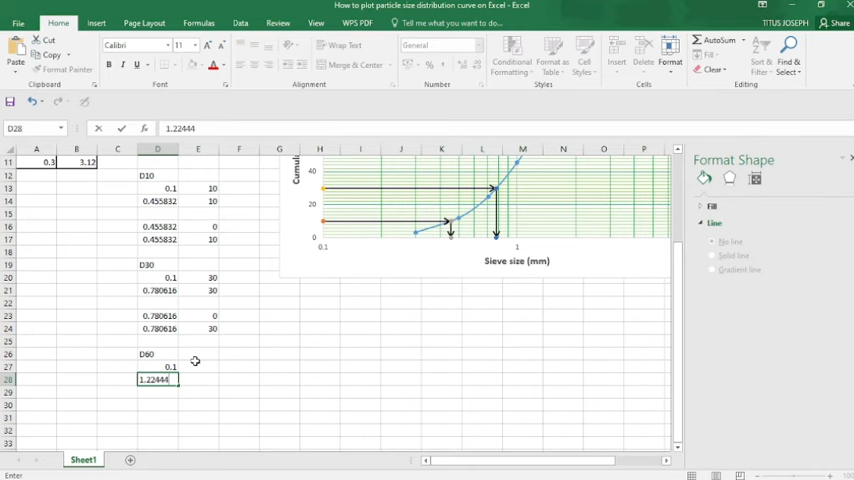 How to plot particle size distribution curve on Excel - Excel
TITUS JOSEPH
File Home Insert Page Layout Formulas Data Review View WPS PDF Tell me what you want to do... Share
Cut
Copy
Format Painter
Paste
Clipboard
Calibri 11
B I U
Font
Wrap Text
Merge & Center
Alignment
General
Number
Conditional Formatting
Format as Table
Cell Styles
Styles
Insert Delete Format
Cells
AutoSum
Fill
Clear
Sort & Filter
Find & Select
Editing
D28 fx 1.22444
A B C D E F G H I J K L M N O P
11 0.3 3.12
12 D10
13 0.1 10
14 0.455832 10
15
16 0.455832 0
17 0.455832 10
18
19 D30
20 0.1 30
21 0.780616 30
22
23 0.780616 0
24 0.780616 30
25
26 D60
27 0.1
28 1.22444
29
30
31
32
33
Cumul
40
20
0
0.1 1
Sieve size (mm)
Format Shape
Fill
Line
No line
Solid line
Gradient line
Sheet1
Enter
100